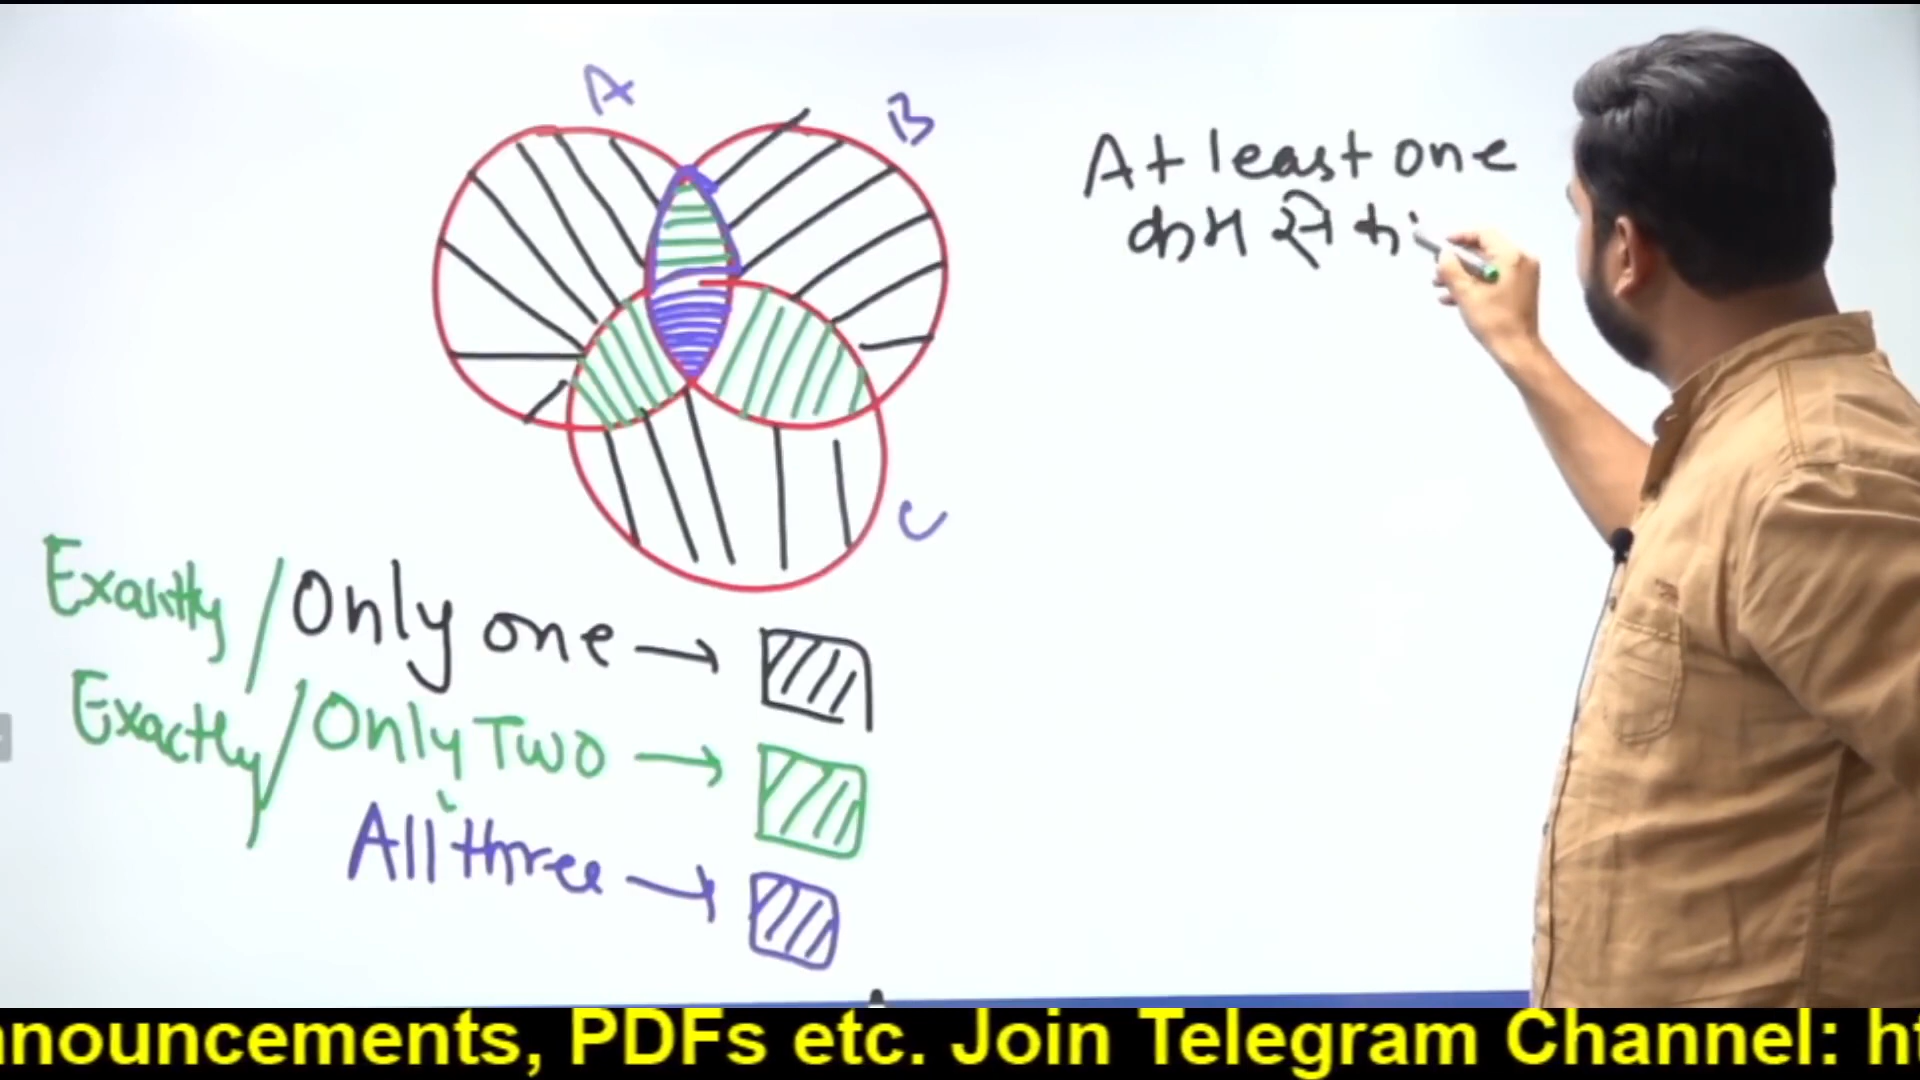 A
B
At least one
कम से
C
Exactly / Only one →
Exactly / Only Two →
All three →
nnouncements, PDFs etc. Join Telegram Channel: ht